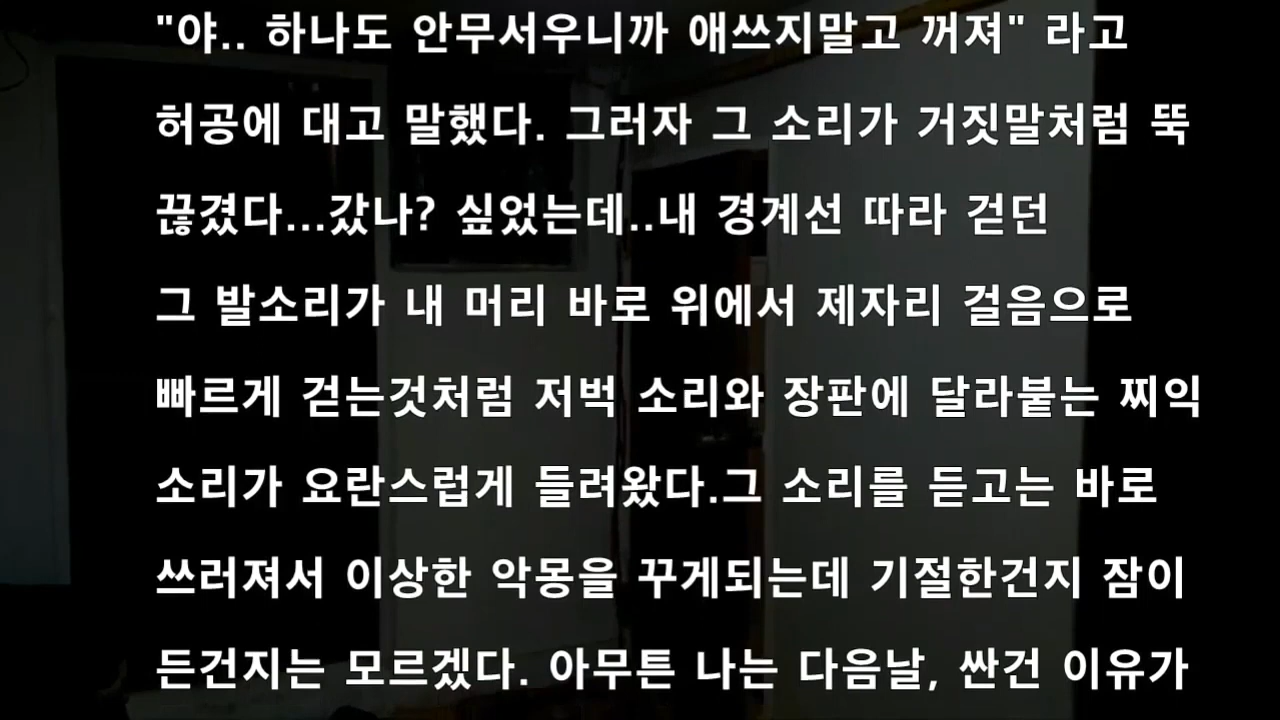 "야.. 하나도 안무서우니까 애쓰지말고 꺼져" 라고
허공에 대고 말했다. 그러자 그 소리가 거짓말처럼 뚝
끊겼다...갔나? 싶었는데..내 경계선 따라 걷던
그 발소리가 내 머리 바로 위에서 제자리 걸음으로
빠르게 걷는것처럼 저벅 소리와 장판에 달라붙는 찌익
소리가 요란스럽게 들려왔다.그 소리를 듣고는 바로
쓰러져서 이상한 악몽을 꾸게되는데 기절한건지 잠이
든건지는 모르겠다. 아무튼 나는 다음날, 싼건 이유가